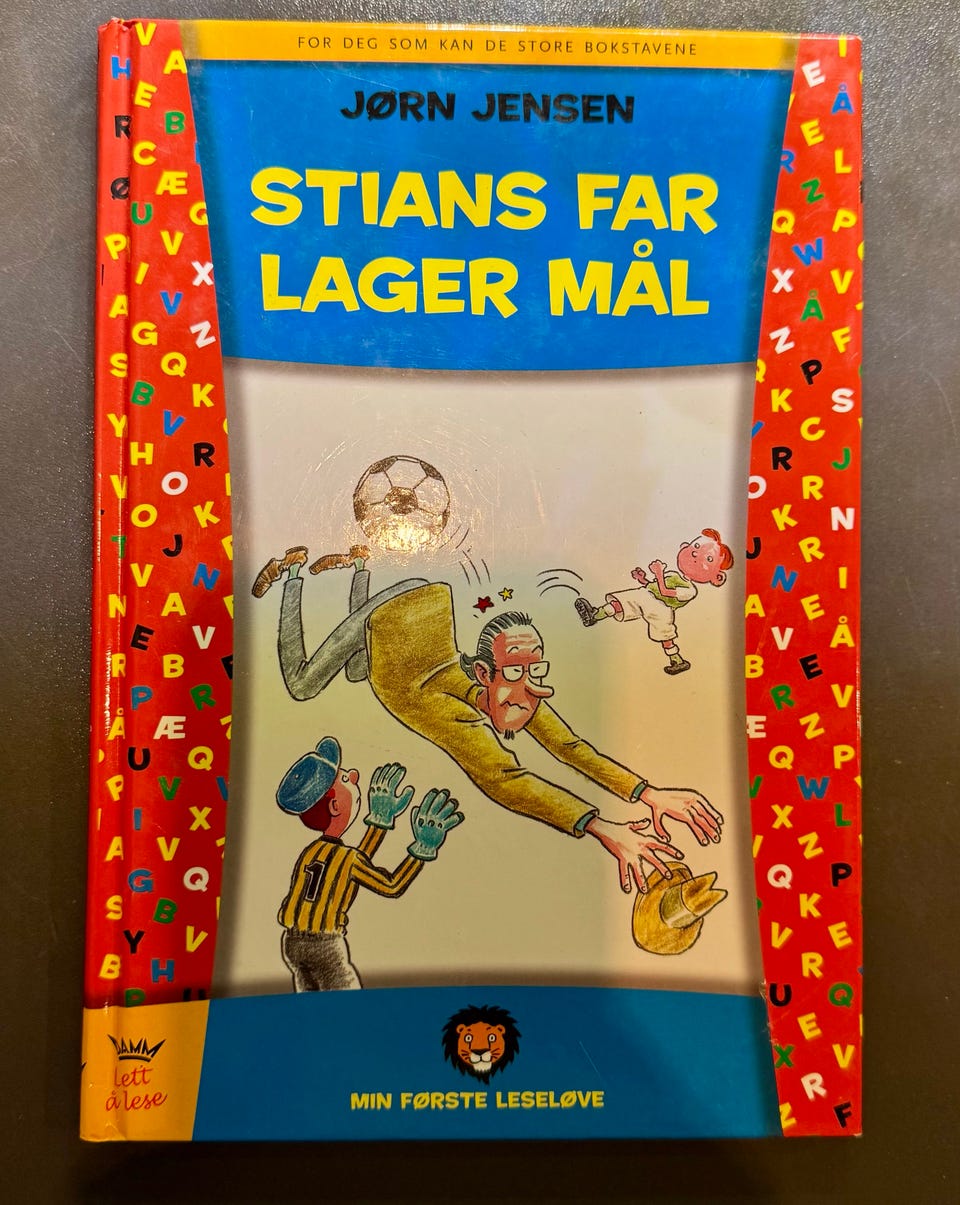 FOR DEG SOM KAN DE STORE BOKSTAVENE
JØRN JENSEN
STIANS FAR
LAGER MÅL
1
MIN FØRSTE LESELØVE
DAMM
Lett
å lese